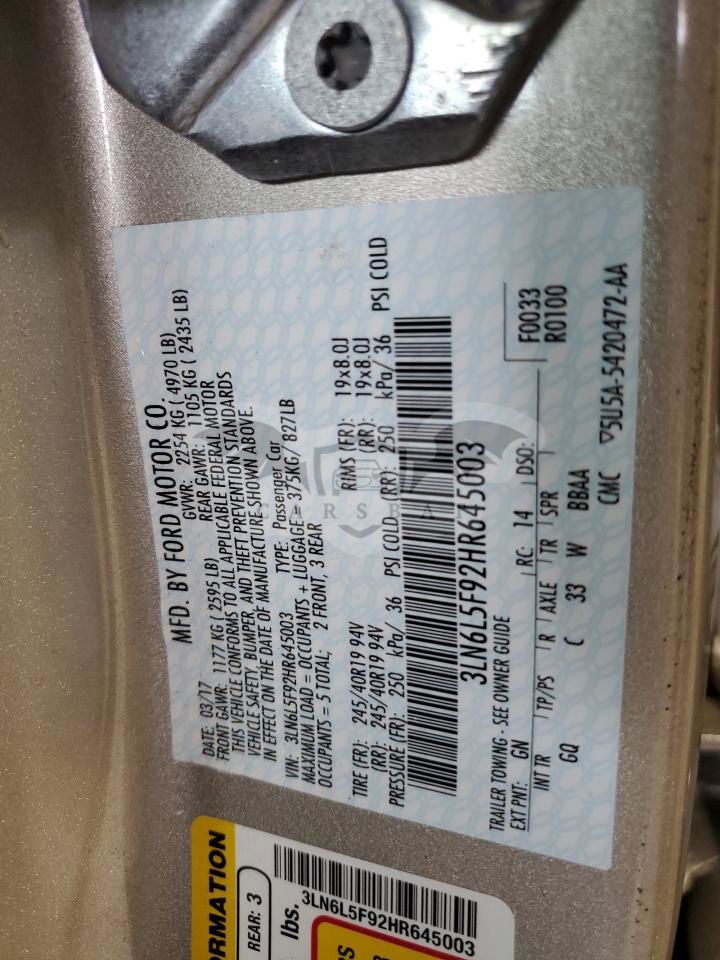 MFD. BY FORD MOTOR CO.
DATE: 03/17 GVWR: 2254 KG ( 4970 LB)
FRONT GAWR: 1177 KG ( 2595 LB) REAR GAWR: 1105 KG ( 2435 LB)
THIS VEHICLE CONFORMS TO ALL APPLICABLE FEDERAL MOTOR
VEHICLE SAFETY, BUMPER, AND THEFT PREVENTION STANDARDS
IN EFFECT ON THE DATE OF MANUFACTURE SHOWN ABOVE.
VIN: 3LN6L5F92HR645003 TYPE: Passenger Car
MAXIMUM LOAD = OCCUPANTS + LUGGAGE = 375KG/ 827LB
OCCUPANTS = 5 TOTAL; 2 FRONT, 3 REAR
TIRE (FR): 245/40R19 94V RIMS (FR): 19x8.0J
(RR): 245/40R19 94V (RR): 19x8.0J
PRESSURE (FR): 250 kPa/ 36 PSI COLD (RR): 250 kPa/ 36 PSI COLD
3LN6L5F92HR645003
TRAILER TOWING - SEE OWNER GUIDE F0033
EXT PNT: GN RC: 14 DSO: R0100
INT TR TP/PS R AXLE TR SPR
GQ C 33 W BBAA
CMC ▽5U5A-5420472-AA
CARSBA
ORMATION
REAR: 3
lbs.
3LN6L5F92HR645003